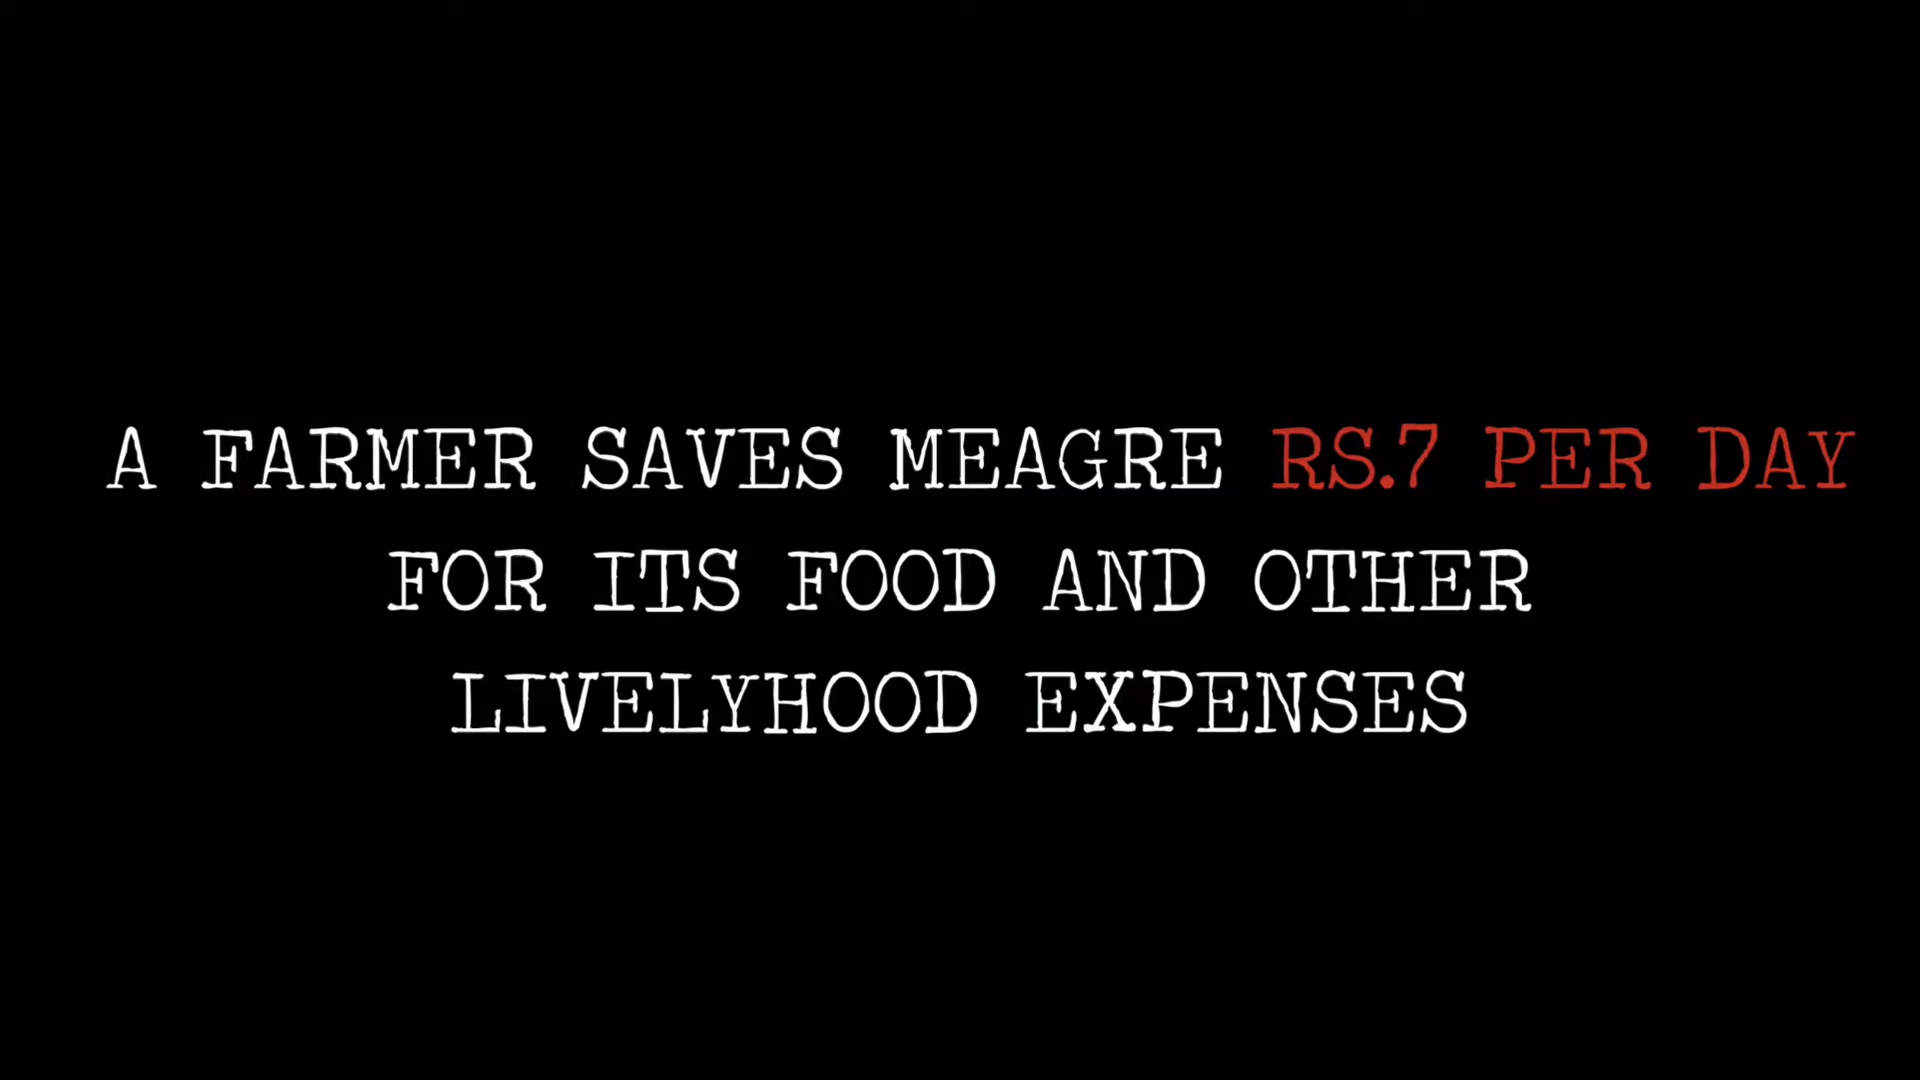 A FARMER SAVES MEAGRE RS.7 PER DAY
FOR ITS FOOD AND OTHER
LIVELYHOOD EXPENSES